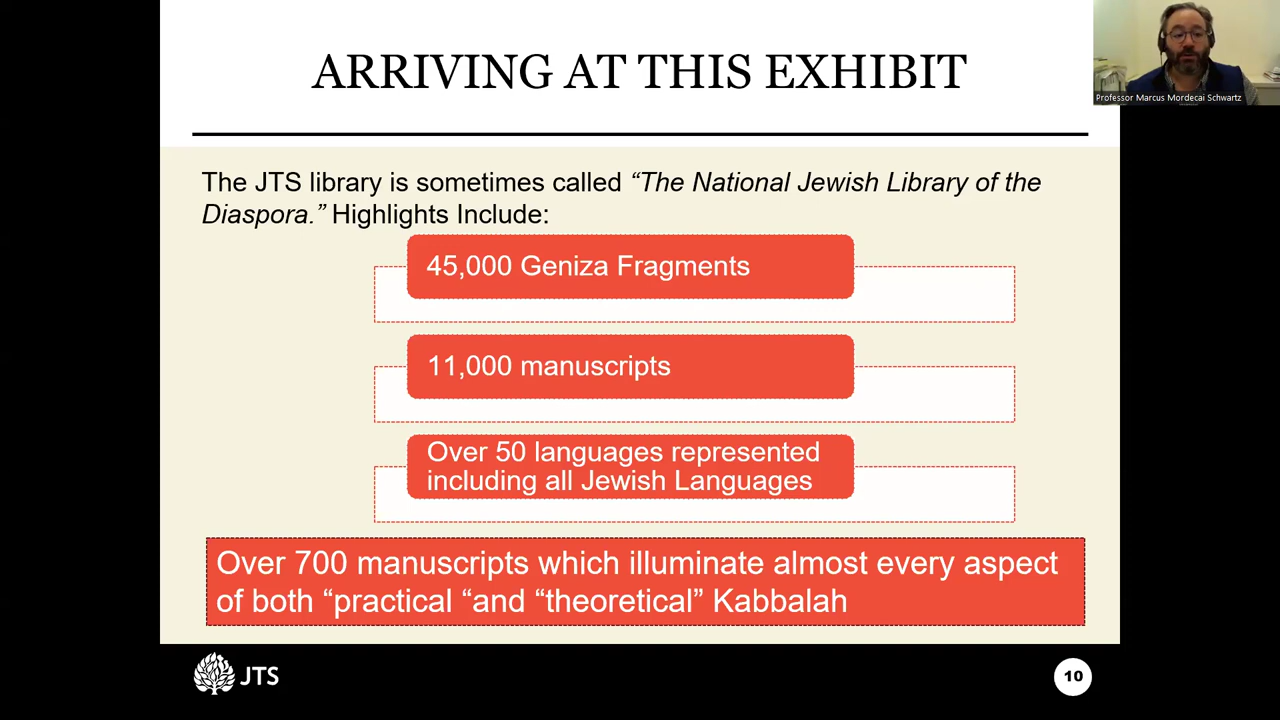 ARRIVING AT THIS EXHIBIT
Professor Marcus Mordecai Schwartz
The JTS library is sometimes called “The National Jewish Library of the
Diaspora.” Highlights Include:
45,000 Geniza Fragments
11,000 manuscripts
Over 50 languages represented
including all Jewish Languages
Over 700 manuscripts which illuminate almost every aspect
of both “practical “and “theoretical” Kabbalah
JTS
10